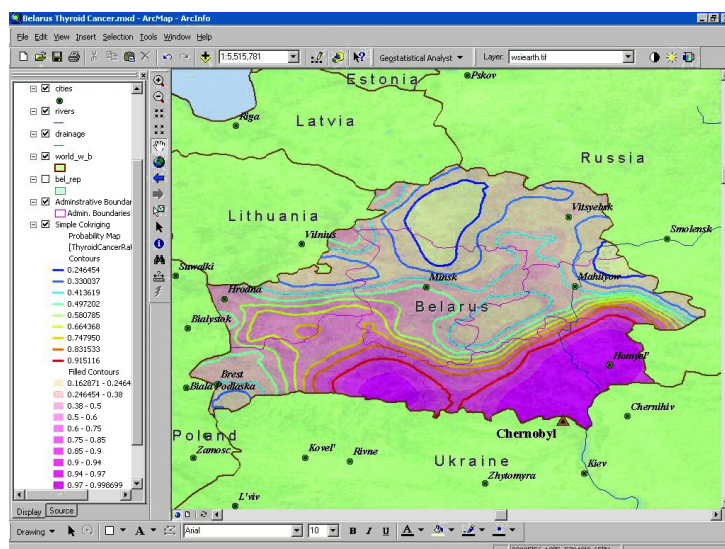 Belarus Thyroid Cancer.mxd - ArcMap - ArcInfo
File Edit View Insert Selection Tools Window Help
1:5,515,781
Geostatistical Analyst
Layer:
wsiearth.tif
cities
rivers
drainage
world_w_b
bel_rep
Adminstrative Boundar
Admin. Boundaries
Simple Cokriging
Probability Map
[ThyroidCancerRat
Contours
0.246454
0.330037
0.413619
0.497202
0.580785
0.664368
0.747950
0.831533
0.915116
Filled Contours
0.162871 - 0.2464
0.246454 - 0.38
0.38 - 0.5
0.5 - 0.6
0.6 - 0.75
0.75 - 0.85
0.85 - 0.9
0.9 - 0.94
0.94 - 0.97
0.97 - 0.998699
Display Source
Estonia
Pskov
Riga
Latvia
Russia
Lithuania
Vitsyebsk
Vilnius
Smolensk
Suwalki
Minsk
Mahilyow
Hrodna
Belarus
Bialystok
Homyel'
Brest
Biala Podlaska
Chernihiv
Chernobyl
Poland
Zamosc
Kovel'
Rivne
Ukraine
Kiev
Zhytomyra
L'viv
Drawing
Arial
10
B I U
A